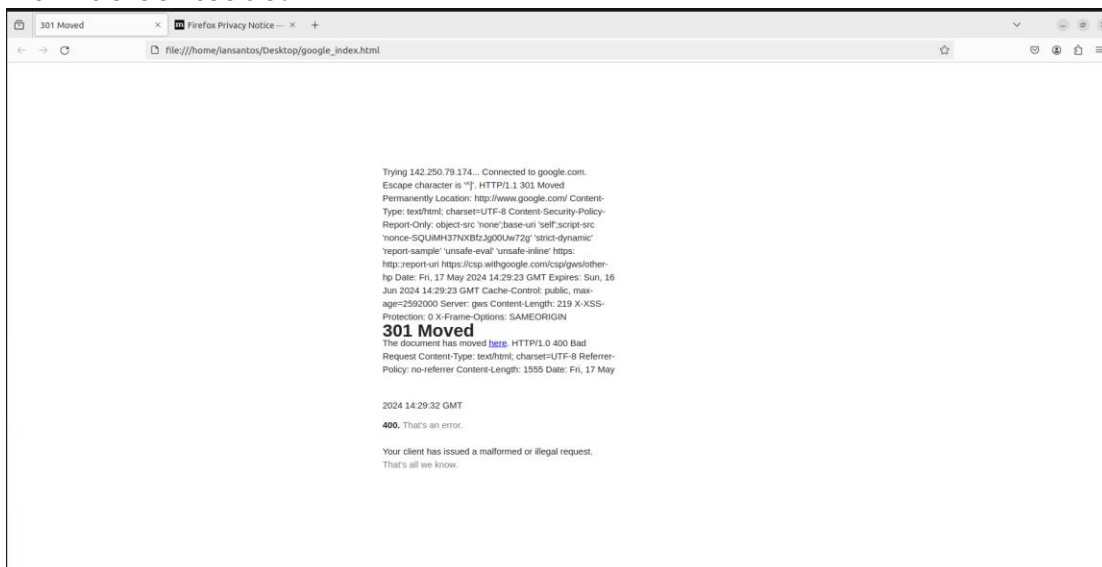 301 Moved
Firefox Privacy Notice —
file:///home/iansantos/Desktop/google_index.html
Trying 142.250.79.174... Connected to google.com.
Escape character is '^]'. HTTP/1.1 301 Moved
Permanently Location: http://www.google.com/ Content-
Type: text/html; charset=UTF-8 Content-Security-Policy-
Report-Only: object-src 'none';base-uri 'self';script-src
'nonce-SQUiMH37NXBfzJg00Uw72g' 'strict-dynamic'
'report-sample' 'unsafe-eval' 'unsafe-inline' https:
http:;report-uri https://csp.withgoogle.com/csp/gws/other-
hp Date: Fri, 17 May 2024 14:29:23 GMT Expires: Sun, 16
Jun 2024 14:29:23 GMT Cache-Control: public, max-
age=2592000 Server: gws Content-Length: 219 X-XSS-
Protection: 0 X-Frame-Options: SAMEORIGIN
301 Moved
The document has moved here. HTTP/1.0 400 Bad
Request Content-Type: text/html; charset=UTF-8 Referrer-
Policy: no-referrer Content-Length: 1555 Date: Fri, 17 May
2024 14:29:32 GMT
400. That's an error.
Your client has issued a malformed or illegal request.
That's all we know.